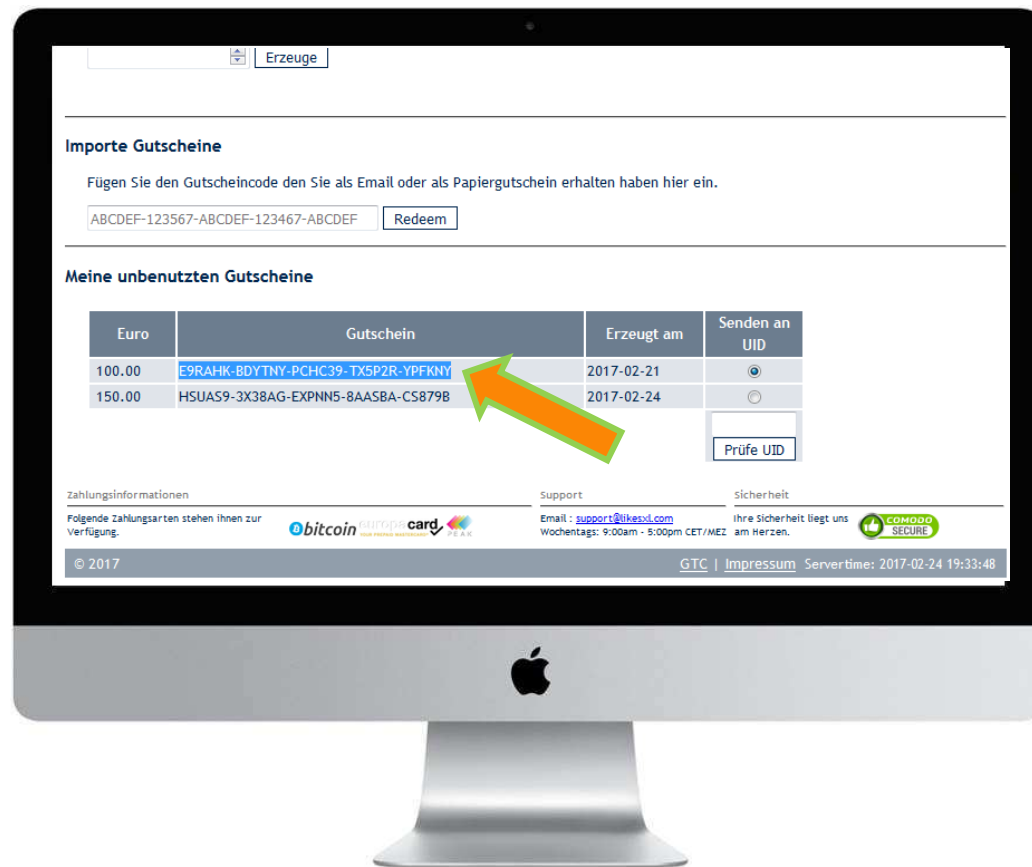 Erzeuge
Importe Gutscheine
Fügen Sie den Gutscheincode den Sie als Email oder als Papiergutschein erhalten haben hier ein.
ABCDEF-123567-ABCDEF-123467-ABCDEF Redeem
Meine unbenutzten Gutscheine
Euro Gutschein Erzeugt am Senden an UID
100.00 E9RAHK-BDYTNY-PCHC39-TX5P2R-YPFKNY 2017-02-21
150.00 HSUAS9-3X38AG-EXPNN5-8AASBA-CS879B 2017-02-24
Prüfe UID
Zahlungsinformationen Support Sicherheit
Folgende Zahlungsarten stehen ihnen zur Verfügung.
bitcoin europa card YOUR PREPAID MASTERCARD PEAK
Email : support@likesxl.com
Wochentags: 9:00am - 5:00pm CET/MEZ
Ihre Sicherheit liegt uns am Herzen.
COMODO
SECURE
© 2017 GTC | Impressum Servertime: 2017-02-24 19:33:48